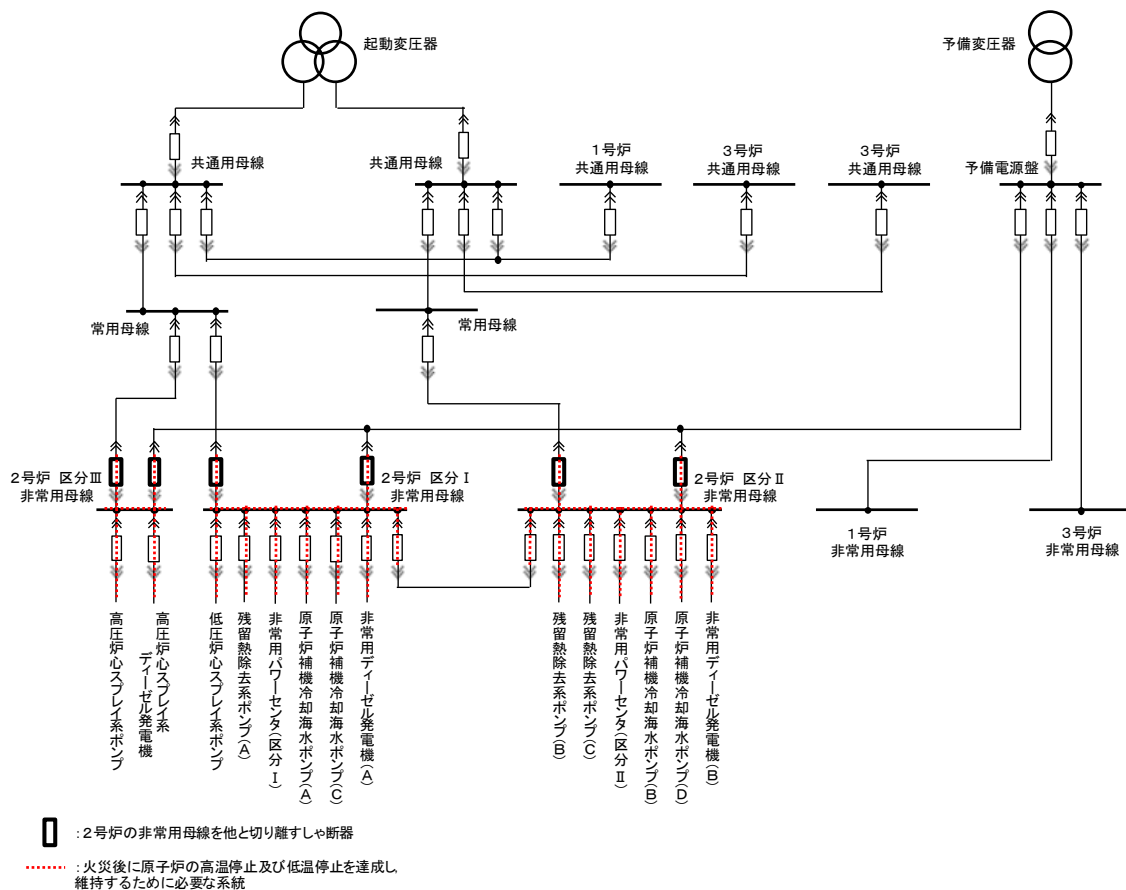 起動変圧器
予備変圧器
共通用母線
共通用母線
1号炉
共通用母線
3号炉
共通用母線
3号炉
共通用母線
予備電源盤
常用母線
常用母線
2号炉 区分Ⅲ
非常用母線
2号炉 区分Ⅰ
非常用母線
2号炉 区分Ⅱ
非常用母線
1号炉
非常用母線
3号炉
非常用母線
高圧炉心スプレイ系ポンプ
高圧炉心スプレイ系
ディーゼル発電機
低圧炉心スプレイ系ポンプ
残留熱除去系ポンプ(A)
非常用パワーセンタ(区分Ⅰ)
原子炉補機冷却海水ポンプ(A)
原子炉補機冷却海水ポンプ(C)
非常用ディーゼル発電機(A)
残留熱除去系ポンプ(B)
残留熱除去系ポンプ(C)
非常用パワーセンタ(区分Ⅱ)
原子炉補機冷却海水ポンプ(B)
原子炉補機冷却海水ポンプ(D)
非常用ディーゼル発電機(B)
:2号炉の非常用母線を他と切り離すしゃ断器
:火災後に原子炉の高温停止及び低温停止を達成し,
維持するために必要な系統